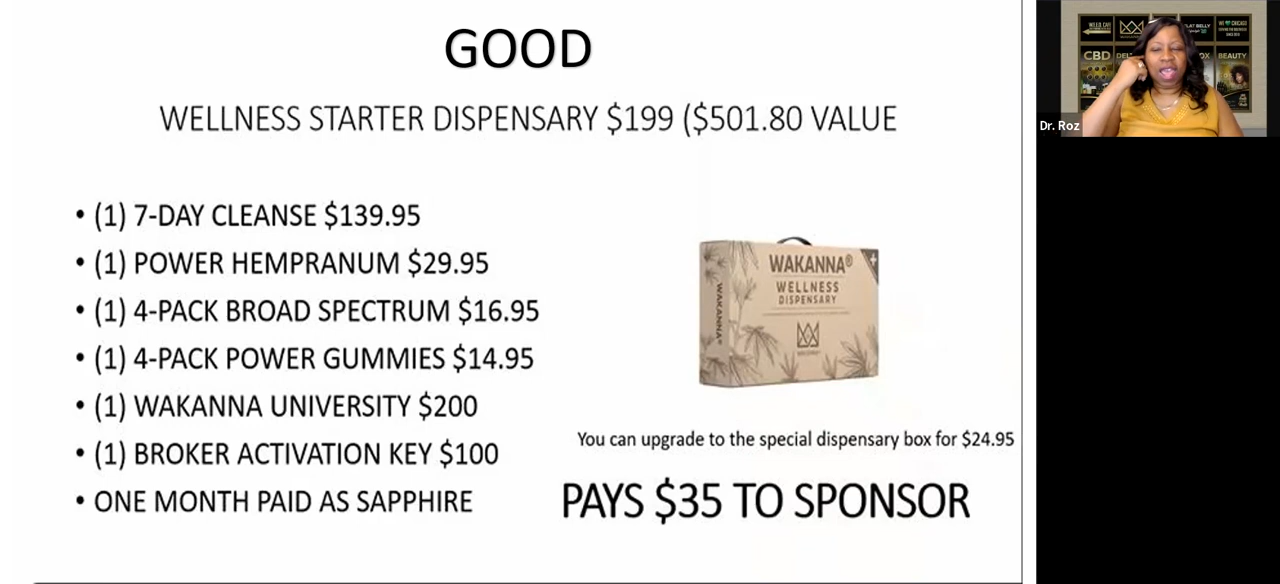 GOOD
WELLNESS STARTER DISPENSARY $199 ($501.80 VALUE
• (1) 7-DAY CLEANSE $139.95
• (1) POWER HEMPRANUM $29.95
• (1) 4-PACK BROAD SPECTRUM $16.95
• (1) 4-PACK POWER GUMMIES $14.95
• (1) WAKANNA UNIVERSITY $200
• (1) BROKER ACTIVATION KEY $100
• ONE MONTH PAID AS SAPPHIRE
WAKANNA®
WELLNESS
DISPENSARY
WAKANNA®
You can upgrade to the special dispensary box for $24.95
PAYS $35 TO SPONSOR
CBD
BEAUTY
Dr. Roz